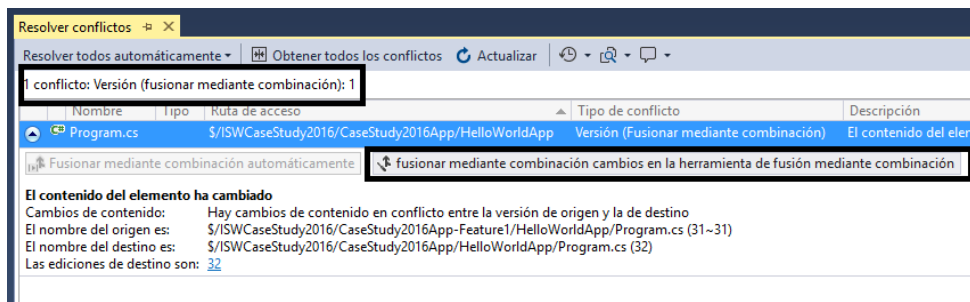 Resolver conflictos
Resolver todos automáticamente Obtener todos los conflictos Actualizar
1 conflicto: Versión (fusionar mediante combinación): 1
Nombre Tipo Ruta de acceso Tipo de conflicto Descripción
C# Program.cs $/ISWCaseStudy2016/CaseStudy2016App/HelloWorldApp Versión (Fusionar mediante combinación) El contenido del
Fusionar mediante combinación automáticamente fusionar mediante combinación cambios en la herramienta de fusión mediante combinación
El contenido del elemento ha cambiado
Cambios de contenido: Hay cambios de contenido en conflicto entre la versión de origen y la de destino
El nombre del origen es: $/ISWCaseStudy2016/CaseStudy2016App-Feature1/HelloWorldApp/Program.cs (31~31)
El nombre del destino es: $/ISWCaseStudy2016/CaseStudy2016App/HelloWorldApp/Program.cs (32)
Las ediciones de destino son: 32